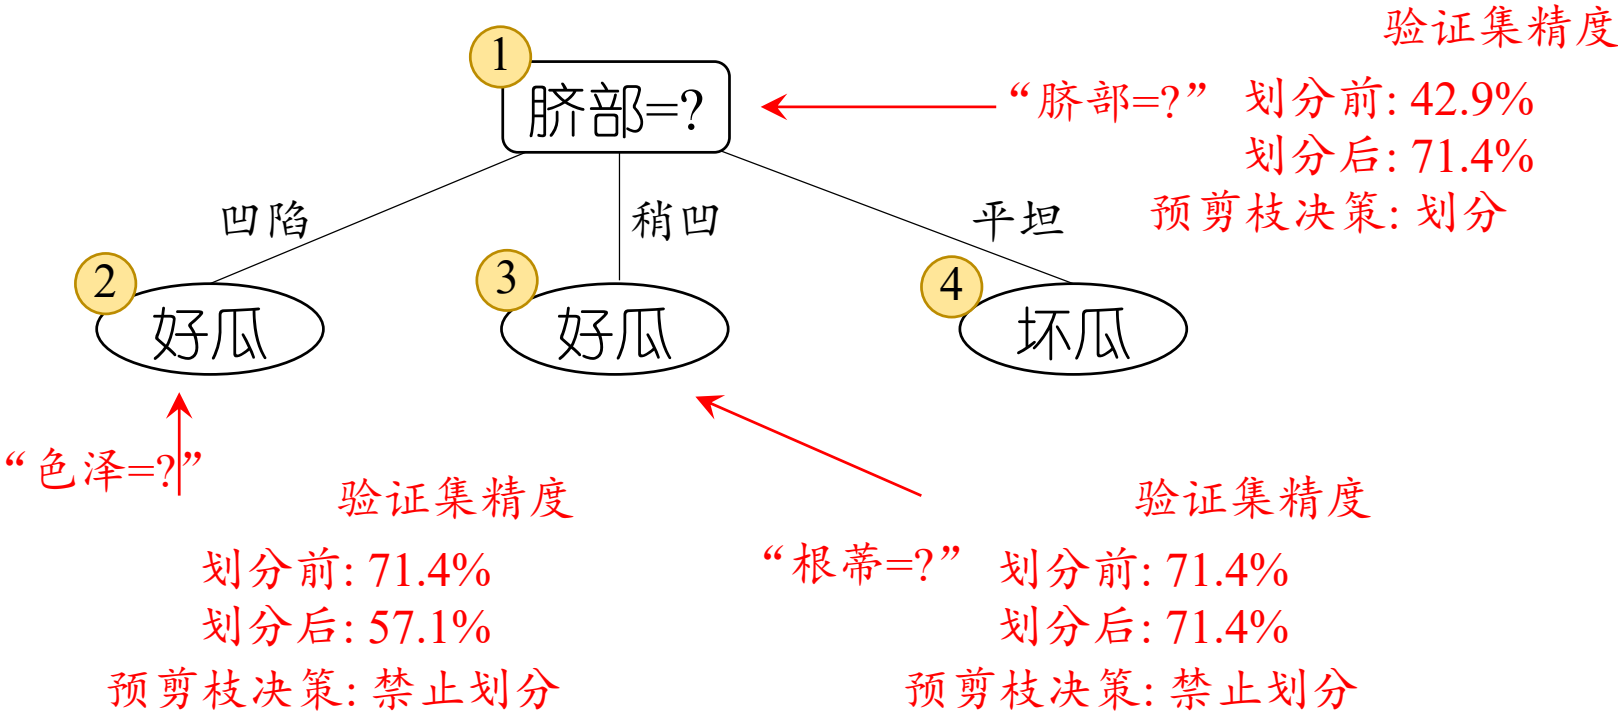 验证集精度
1
脐部=?
“脐部=?” 划分前: 42.9%
划分后: 71.4%
预剪枝决策: 划分
凹陷
稍凹
平坦
2
好瓜
3
好瓜
4
坏瓜
“色泽=?”
验证集精度
划分前: 71.4%
划分后: 57.1%
预剪枝决策: 禁止划分
验证集精度
“根蒂=?” 划分前: 71.4%
划分后: 71.4%
预剪枝决策: 禁止划分